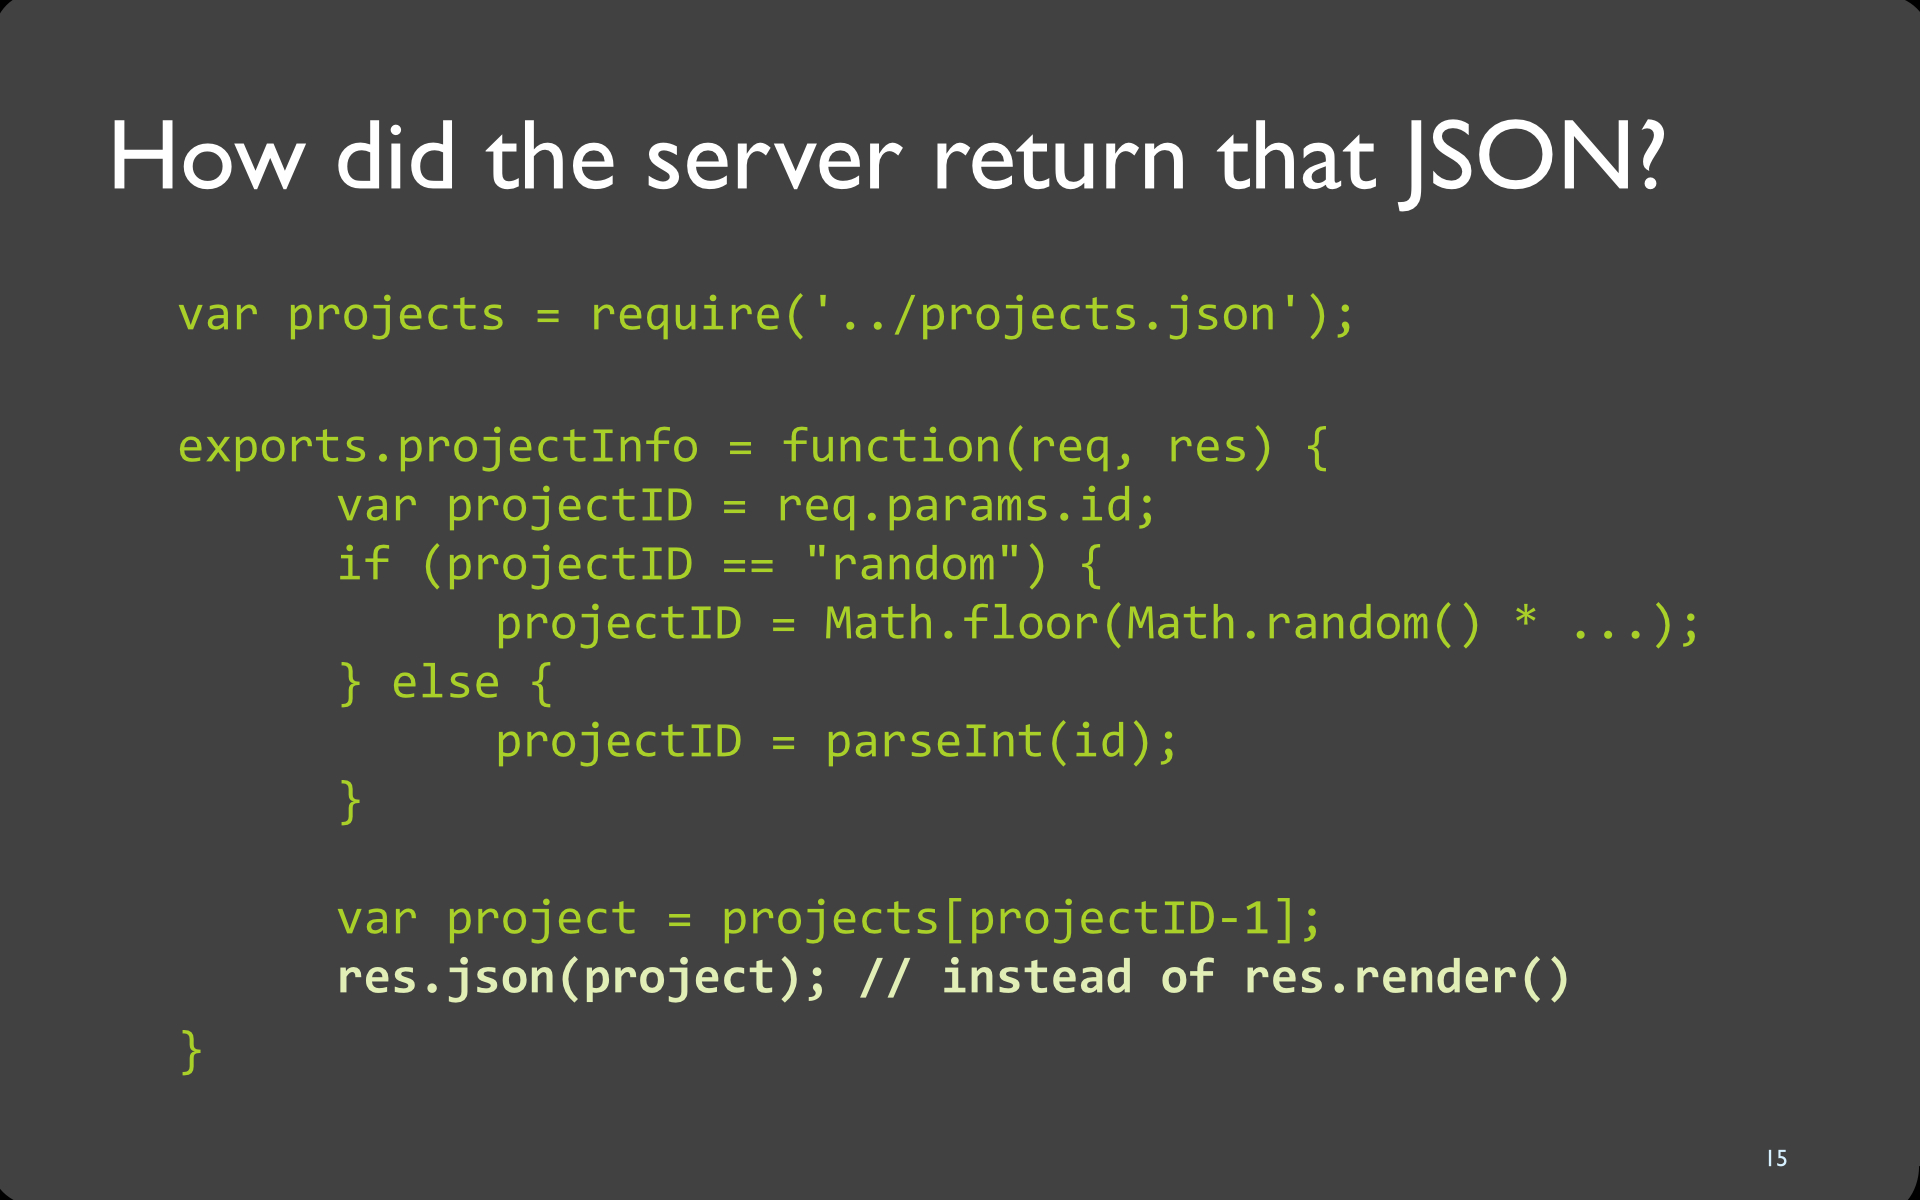 How did the server return that JSON?
var projects = require('../projects.json');
exports.projectInfo = function(req, res) {
var projectID = req.params.id;
if (projectID == "random") {
projectID = Math.floor(Math.random() * ...);
} else {
projectID = parseInt(id);
}
var project = projects[projectID-1];
res.json(project); // instead of res.render()
}
15